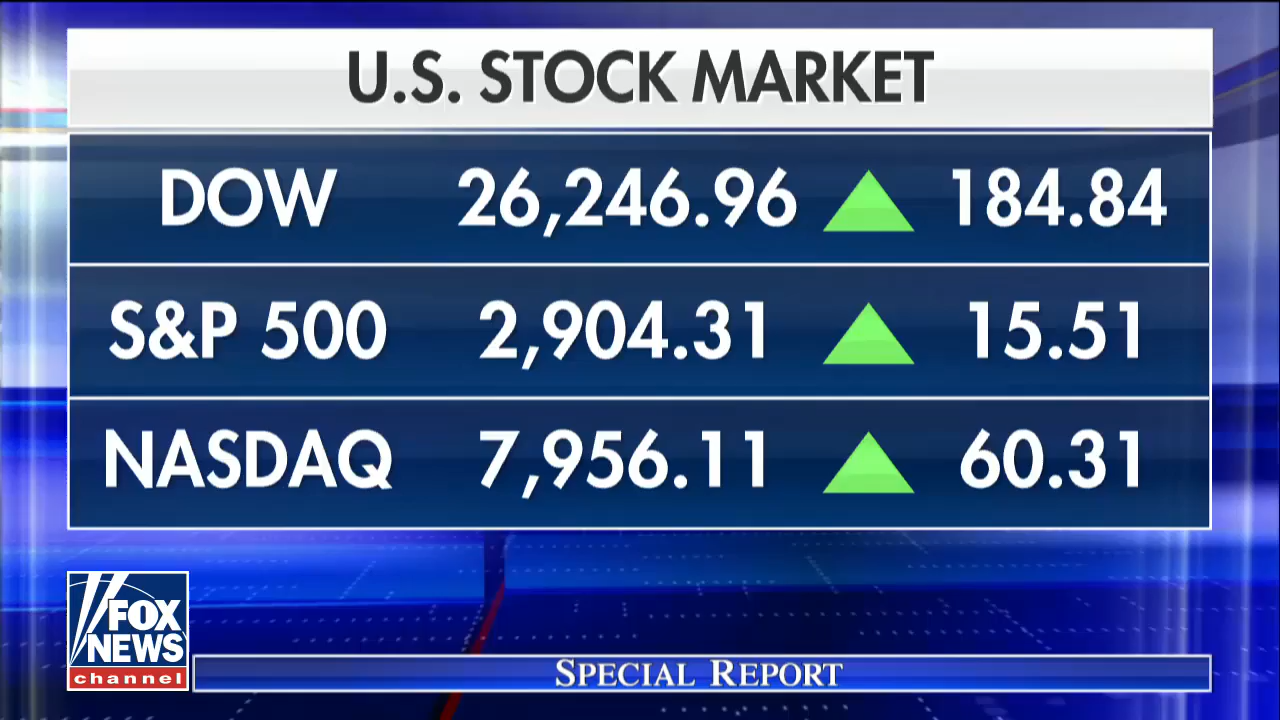 U.S. STOCK MARKET
DOW 26,246.96 184.84
S&P 500 2,904.31 15.51
NASDAQ 7,956.11 60.31
FOX
NEWS
channel
SPECIAL REPORT